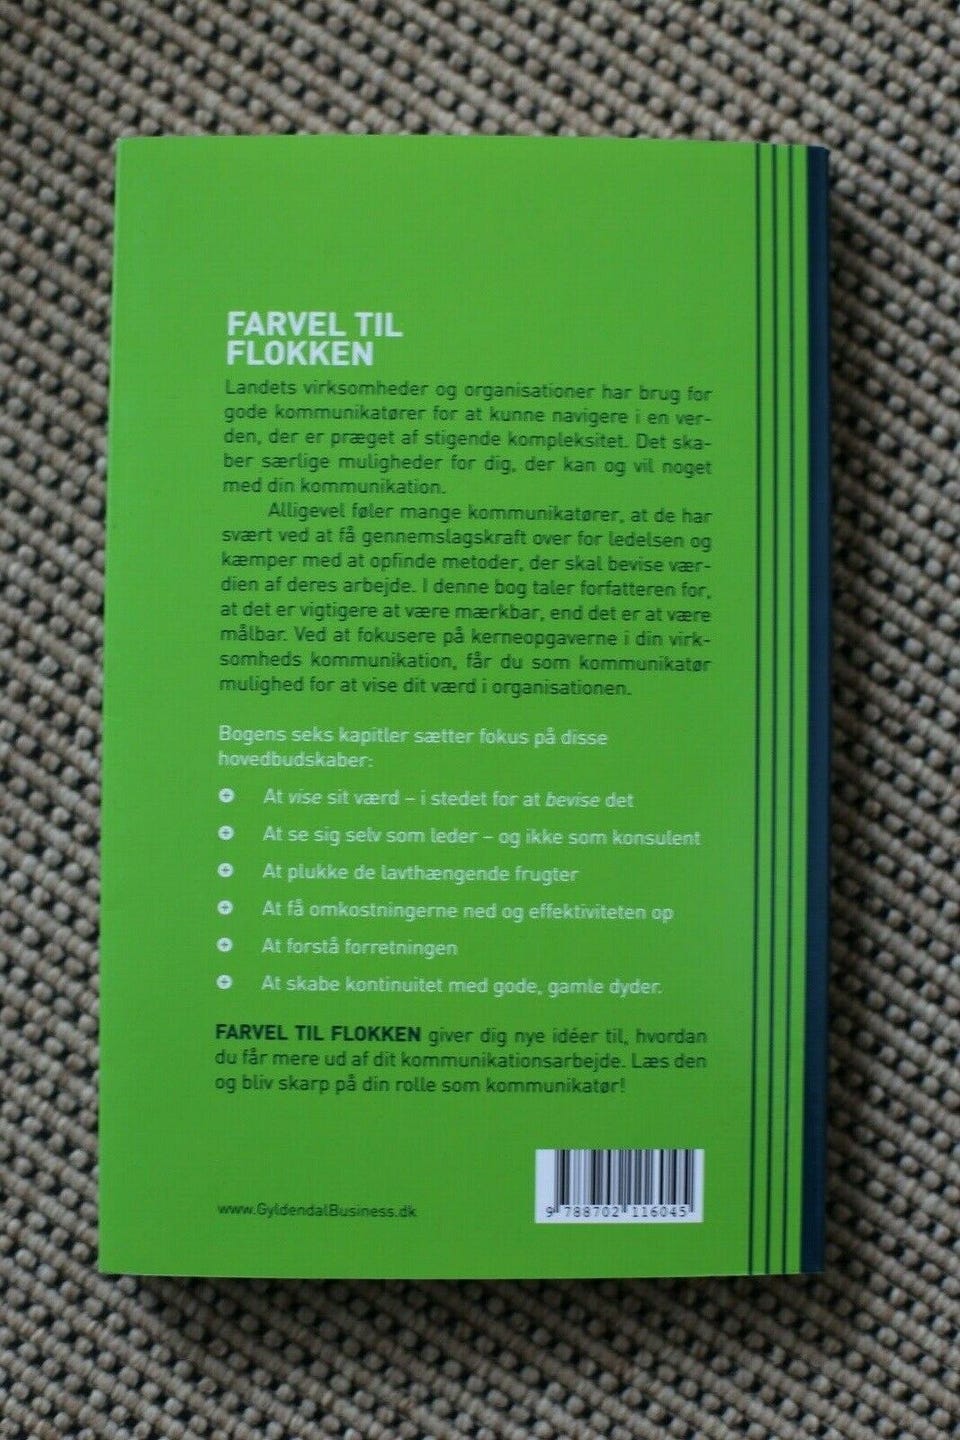 FARVEL TIL
FLOKKEN
Landets virksomheder og organisationer har brug for
gode kommunikatører for at kunne navigere i en ver-
den, der er præget af stigende kompleksitet. Det ska-
ber særlige muligheder for dig, der kan og vil noget
med din kommunikation.
Alligevel føler mange kommunikatører, at de har
svært ved at få gennemslagskraft over for ledelsen og
kæmper med at opfinde metoder, der skal bevise vær-
dien af deres arbejde. I denne bog taler forfatteren for,
at det er vigtigere at være mærkbar, end det er at være
målbar. Ved at fokusere på kerneopgaverne i din virk-
somheds kommunikation, får du som kommunikatør
mulighed for at vise dit værd i organisationen.
Bogens seks kapitler sætter fokus på disse
hovedbudskaber:
At vise sit værd – i stedet for at bevise det
At se sig selv som leder – og ikke som konsulent
At plukke de lavthængende frugter
At få omkostningerne ned og effektiviteten op
At forstå forretningen
At skabe kontinuitet med gode, gamle dyder.
FARVEL TIL FLOKKEN giver dig nye idéer til, hvordan
du får mere ud af dit kommunikationsarbejde. Læs den
og bliv skarp på din rolle som kommunikatør!
www.GyldendalBusiness.dk
9 788702 116045